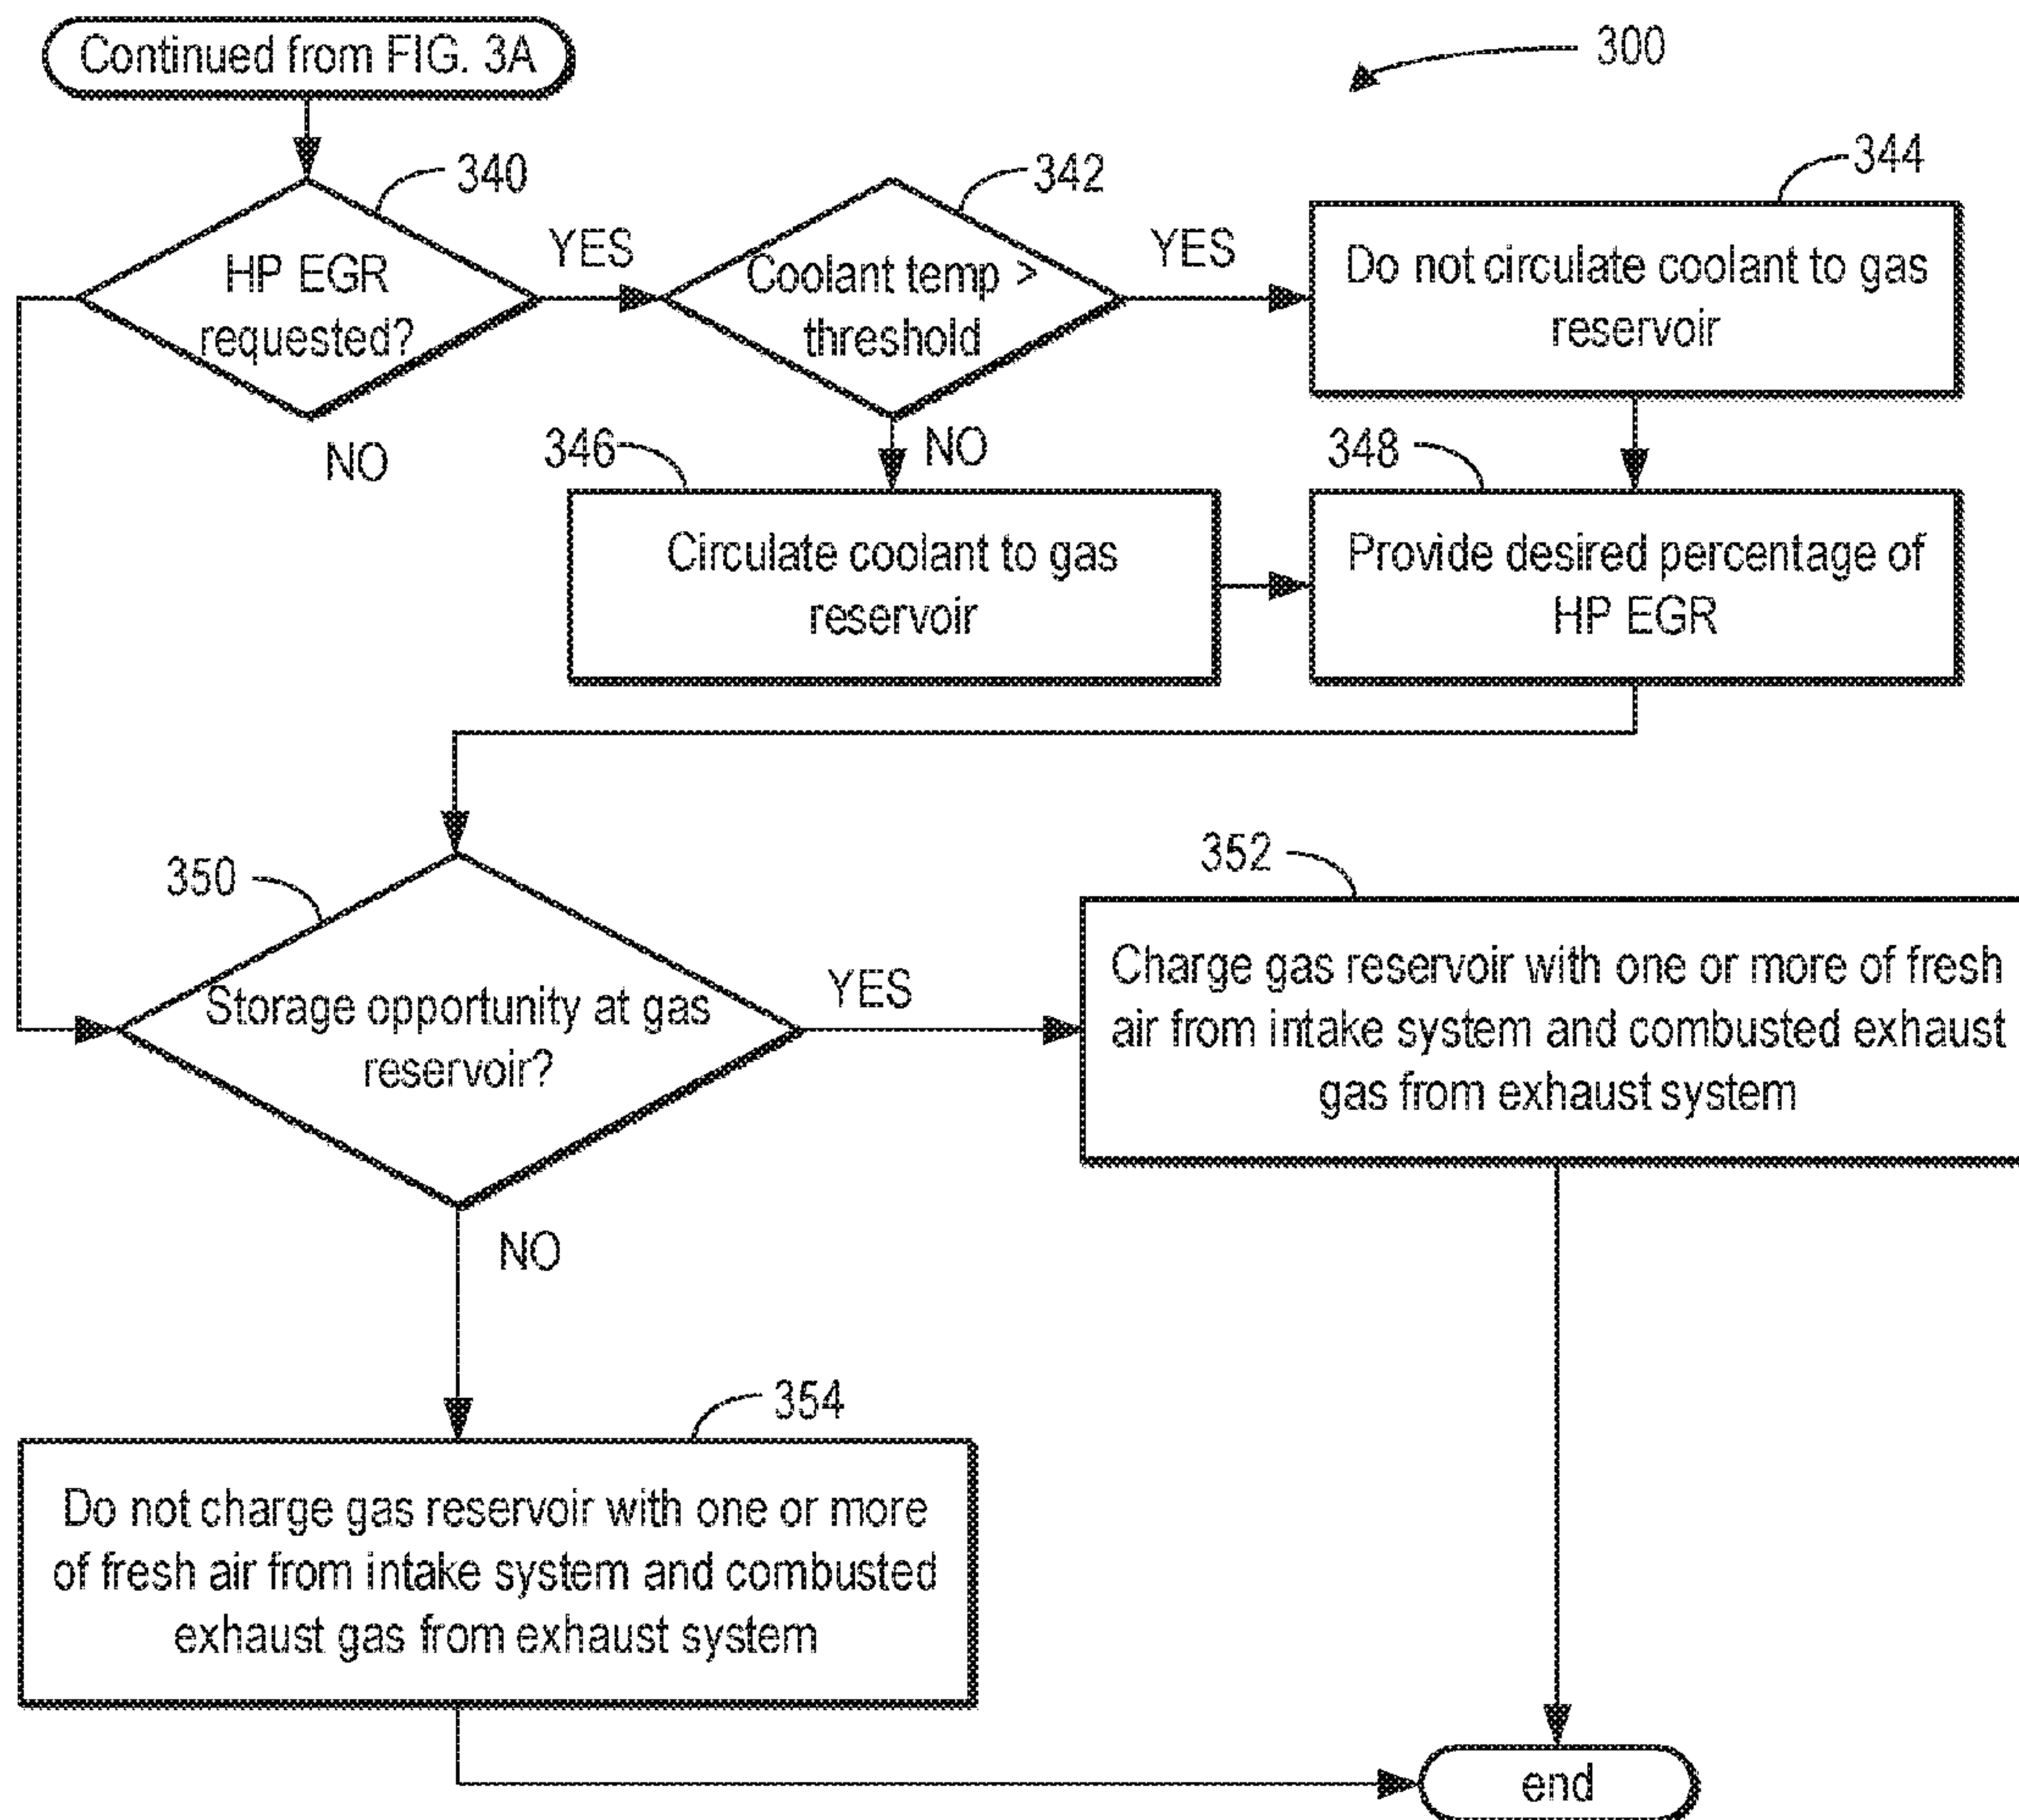 Continued from FIG. 3A
300
340
342
344
HP EGR
requested?
YES
Coolant temp >
threshold
YES
Do not circulate coolant to gas
reservoir
NO
346
NO
348
Circulate coolant to gas
reservoir
Provide desired percentage of
HP EGR
350
352
Storage opportunity at gas
reservoir?
YES
Charge gas reservoir with one or more of fresh
air from intake system and combusted exhaust
gas from exhaust system
NO
354
Do not charge gas reservoir with one or more
of fresh air from intake system and combusted
exhaust gas from exhaust system
end